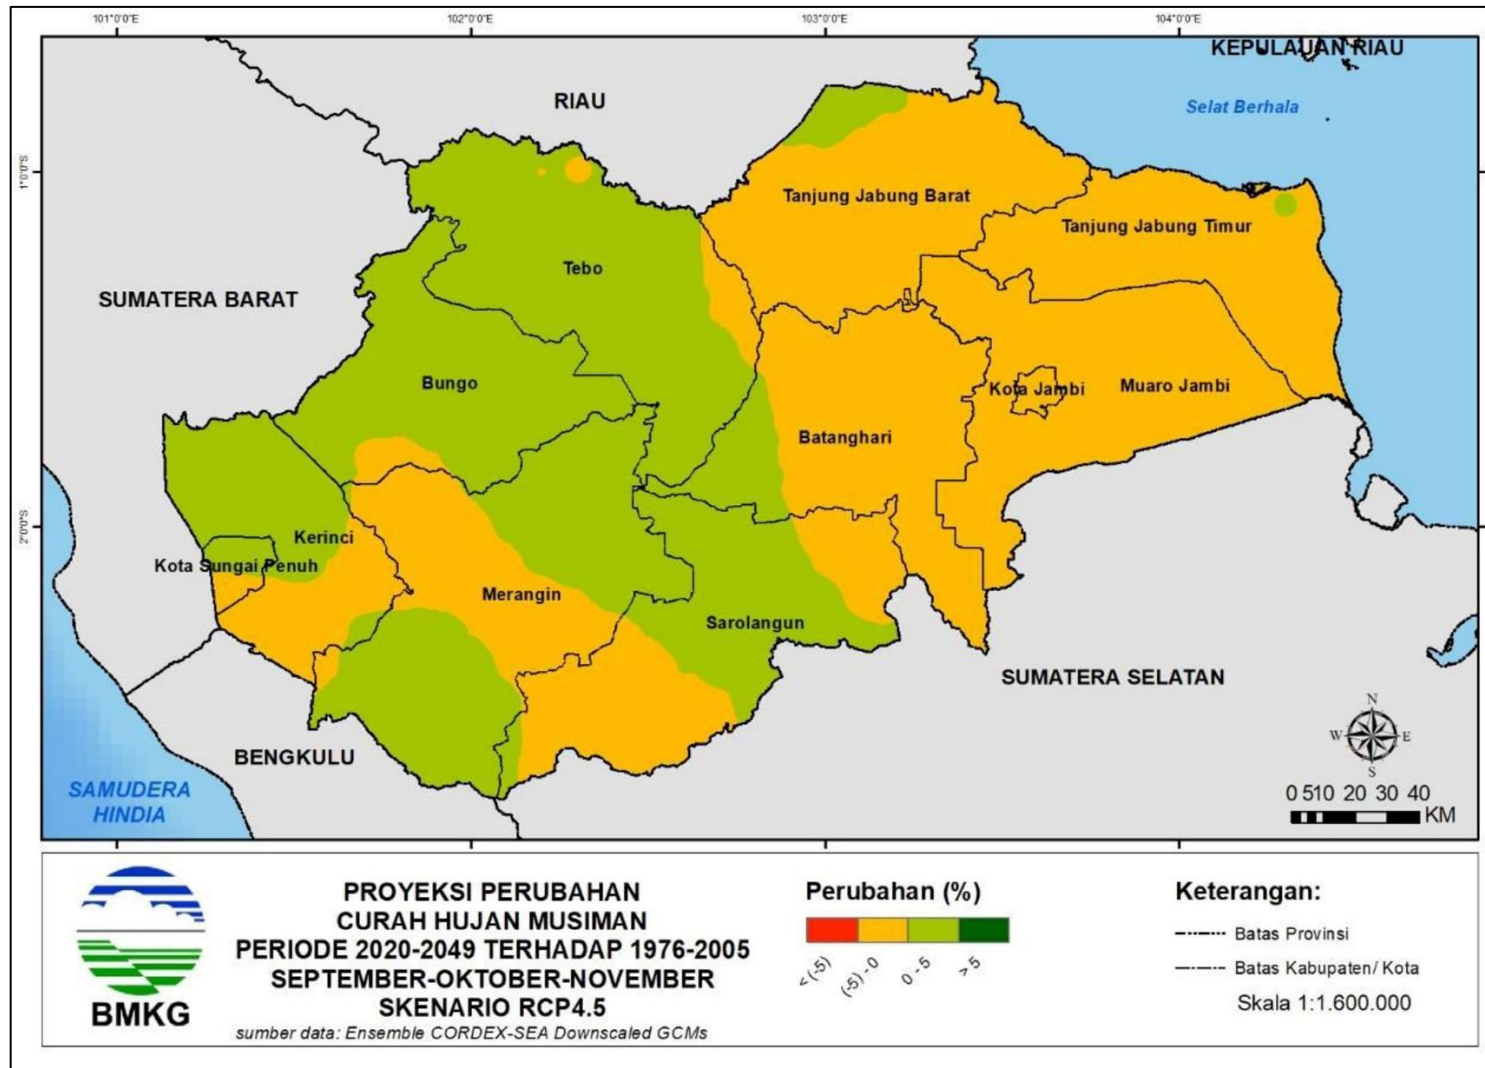 101°0'0"E
102°0'0"E
103°0'0"E
104°0'0"E
KEPULAUAN RIAU
RIAU
Selat Berhala
1°0'0"S
Tanjung Jabung Barat
Tanjung Jabung Timur
Tebo
SUMATERA BARAT
Bungo
Kota Jambi
Muaro Jambi
Batanghari
2°0'0"S
Kerinci
Kota Sungai Penuh
Merangin
Sarolangun
SUMATERA SELATAN
N
W
E
S
BENGKULU
SAMUDERA
HINDIA
0 5 10 20 30 40
KM
BMKG
PROYEKSI PERUBAHAN
CURAH HUJAN MUSIMAN
PERIODE 2020-2049 TERHADAP 1976-2005
SEPTEMBER-OKTOBER-NOVEMBER
SKENARIO RCP4.5
sumber data: Ensemble CORDEX-SEA Downscaled GCMs
Perubahan (%)
< (-5)
(-5) - 0
0 - 5
> 5
Keterangan:
Batas Provinsi
Batas Kabupaten/ Kota
Skala 1:1.600.000